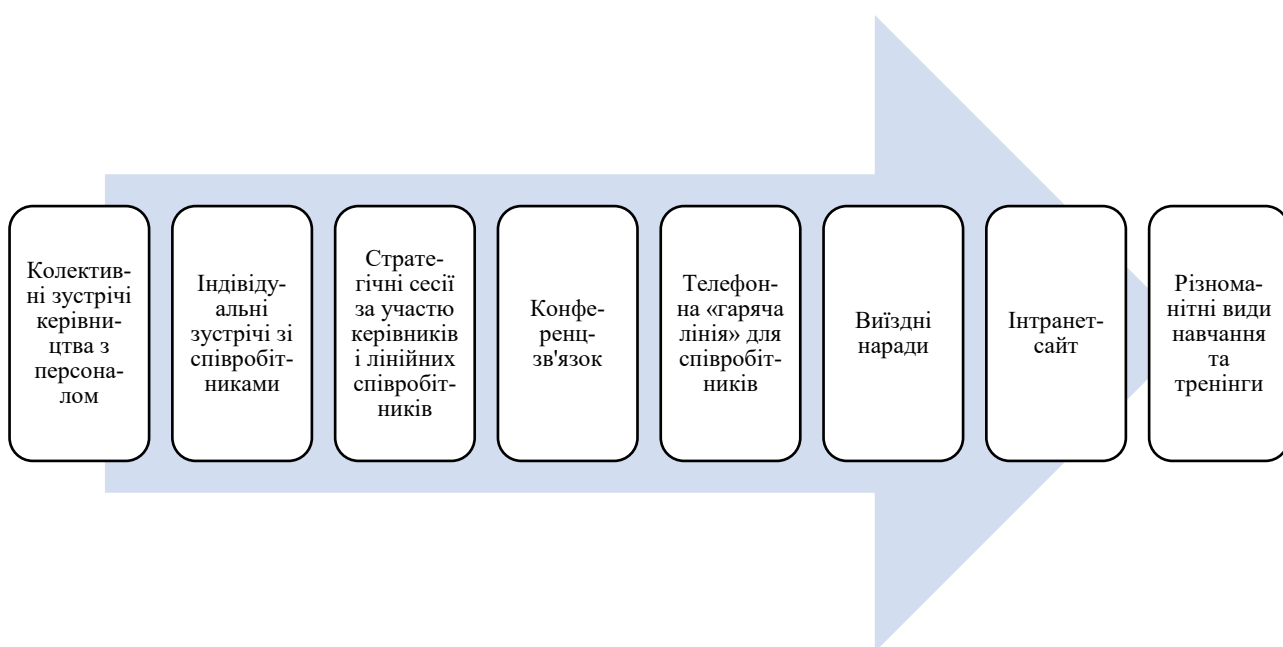 Колектив-
ні зустрічі
керівни-
цтва з
персона-
лом
Індівіду-
альні
зустрічі зі
співробіт-
никами
Страте-
гічні сесії
за участю
керівників
і лінійних
співробіт-
ників
Конфе-
ренц-
зв'язок
Телефон-
на «гаряча
лінія» для
співробіт-
ників
Виїздні
наради
Інтранет-
сайт
Різнома-
нітні види
навчання
та
тренінги